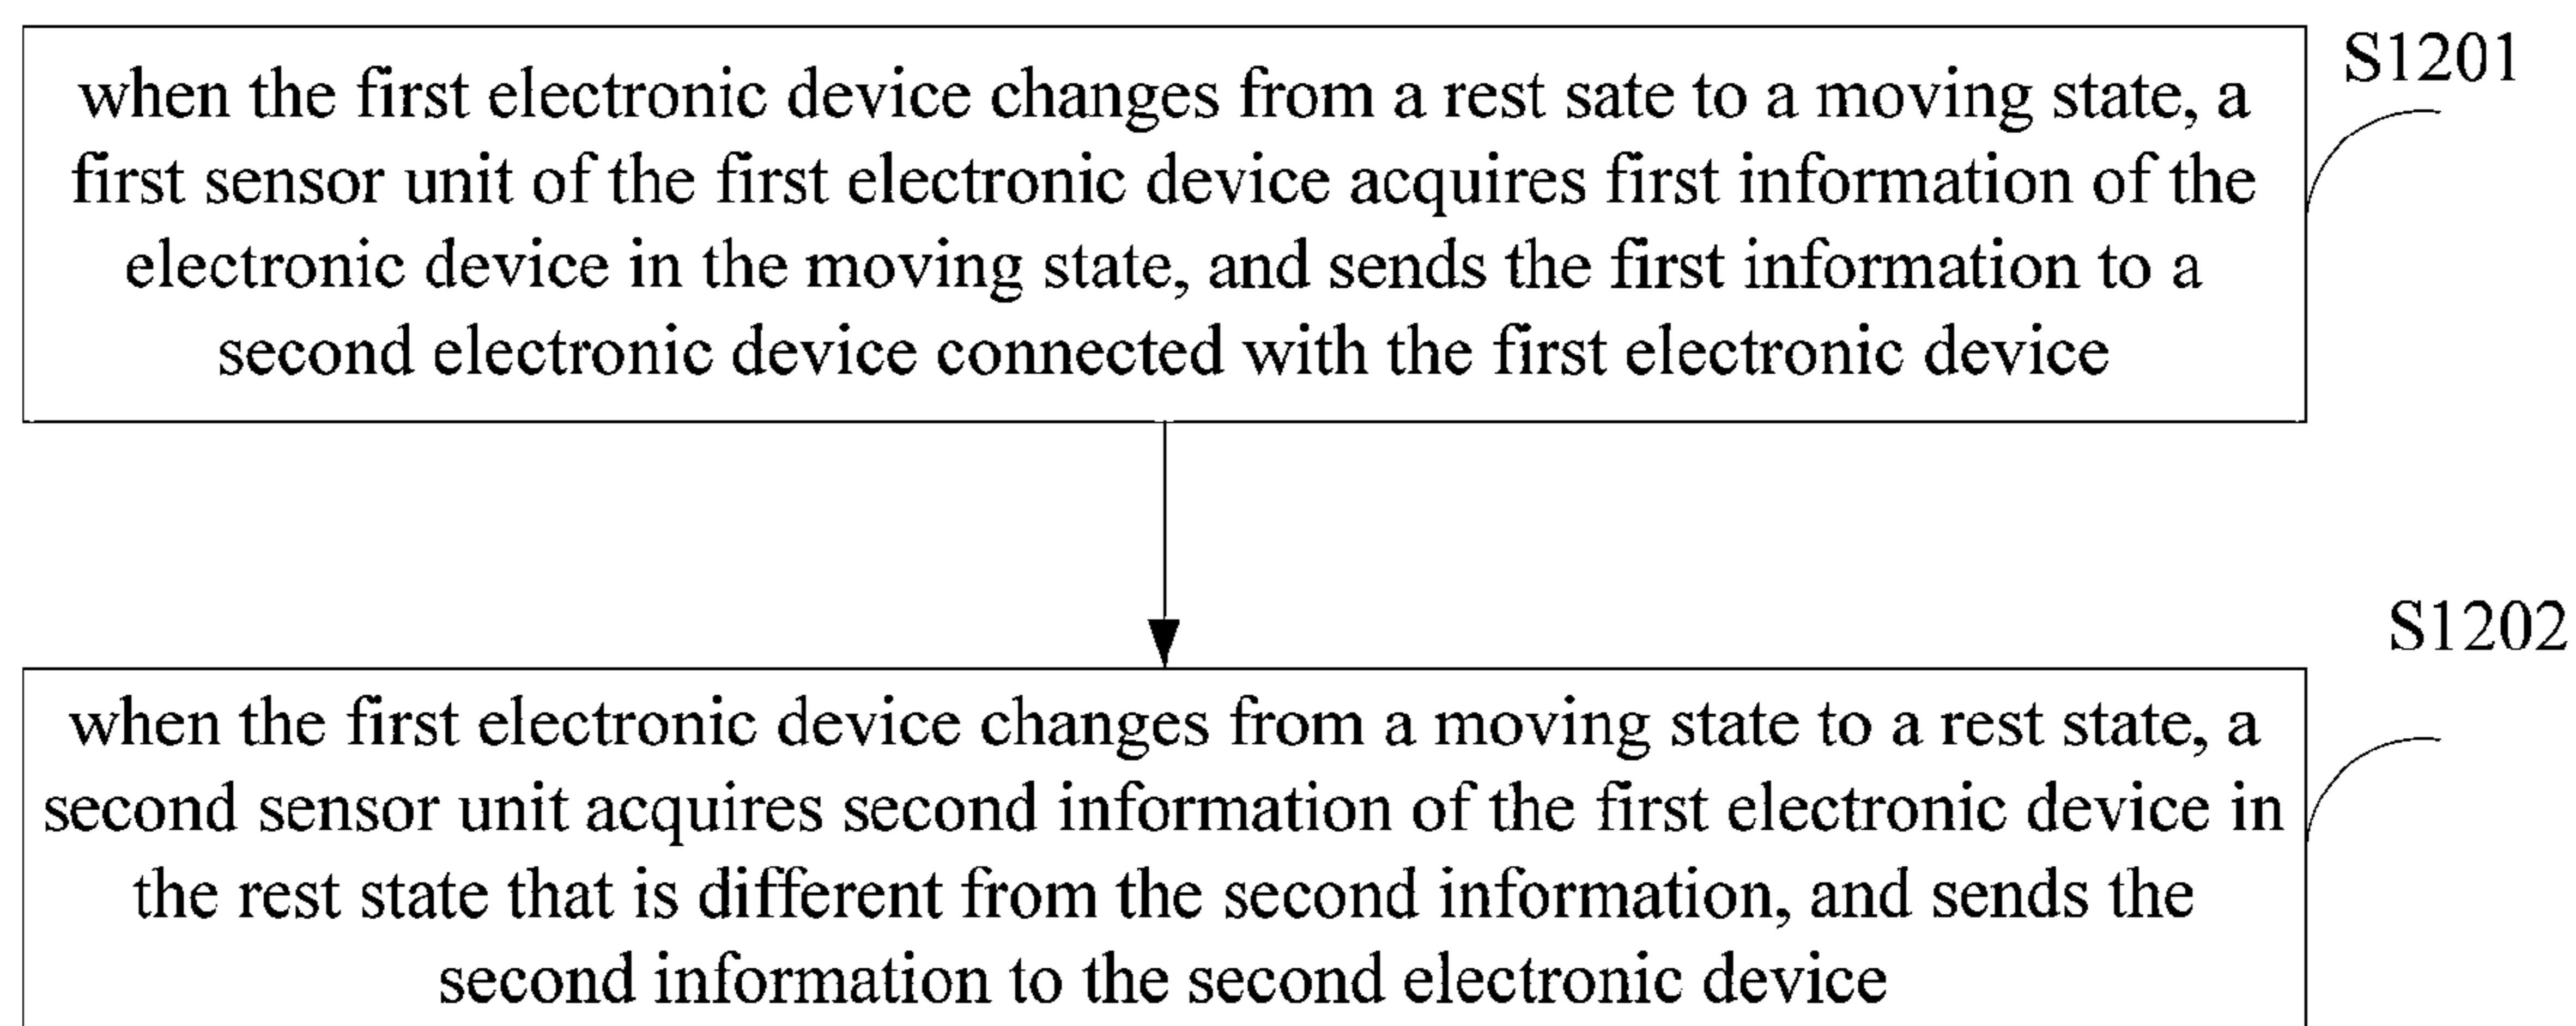 when the first electronic device changes from a rest sate to a moving state, a
first sensor unit of the first electronic device acquires first information of the
electronic device in the moving state, and sends the first information to a
second electronic device connected with the first electronic device
S1201
S1202
when the first electronic device changes from a moving state to a rest state, a
second sensor unit acquires second information of the first electronic device in
the rest state that is different from the second information, and sends the
second information to the second electronic device